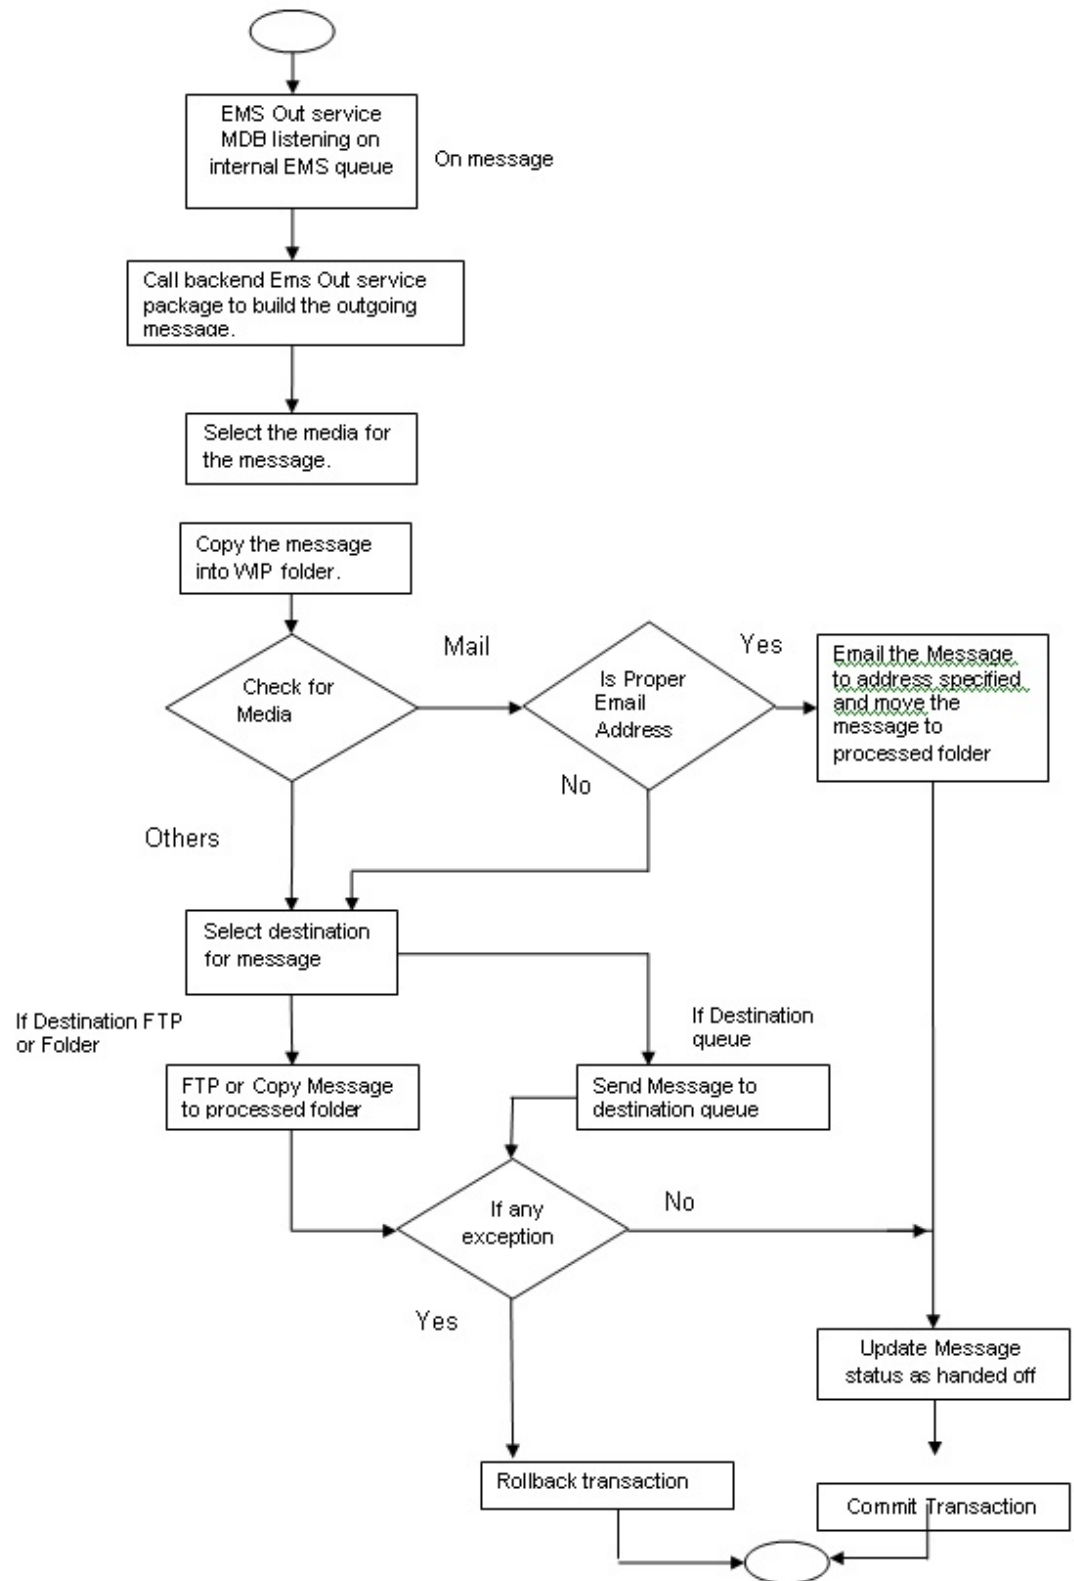 EMS Out service
MDB listening on
internal EMS queue
On message
Call backend Ems Out service
package to build the outgoing
message.
Select the media for
the message.
Copy the message
into WIP folder.
Check for
Media
Mail
Is Proper
Email
Address
Yes
Email the Message
to address specified
and move the
message to
processed folder
No
Others
Select destination
for message
If Destination FTP
or Folder
If Destination
queue
FTP or Copy Message
to processed folder
Send Message to
destination queue
If any
exception
No
Yes
Update Message
status as handed off
Rollback transaction
Commit Transaction